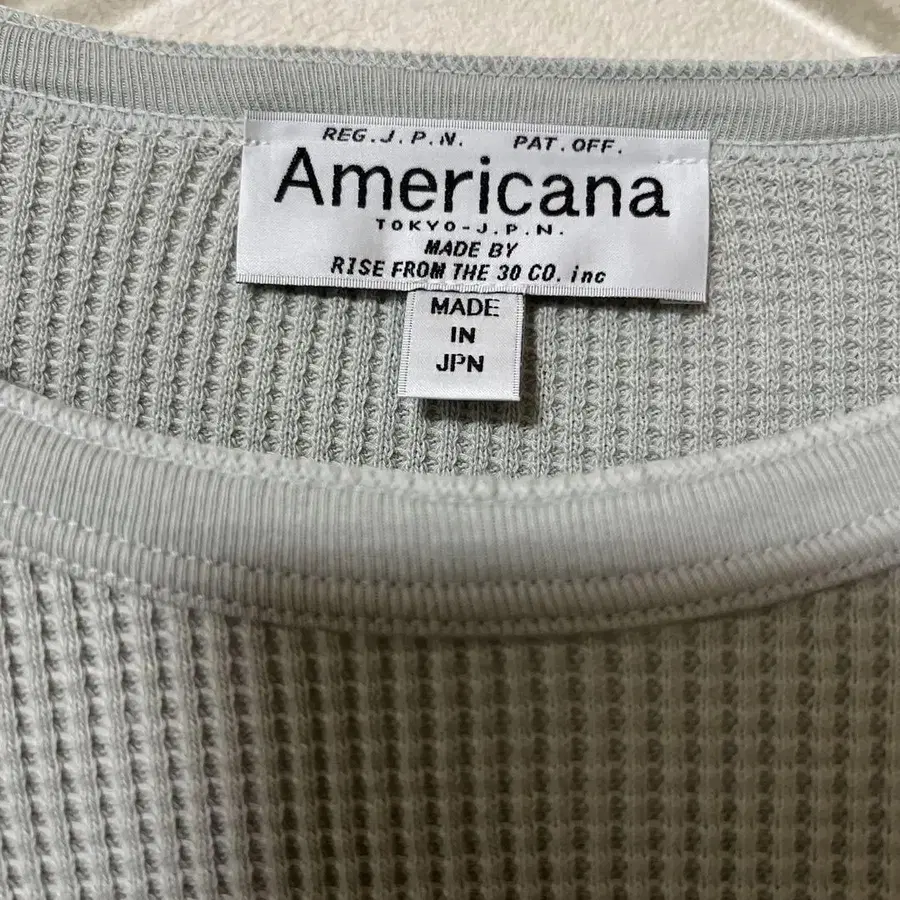 REG.J.P.N. PAT.OFF.
Americana
TOKYO-J.P.N.
MADE BY
RISE FROM THE 30 CO. inc
MADE
IN
JPN